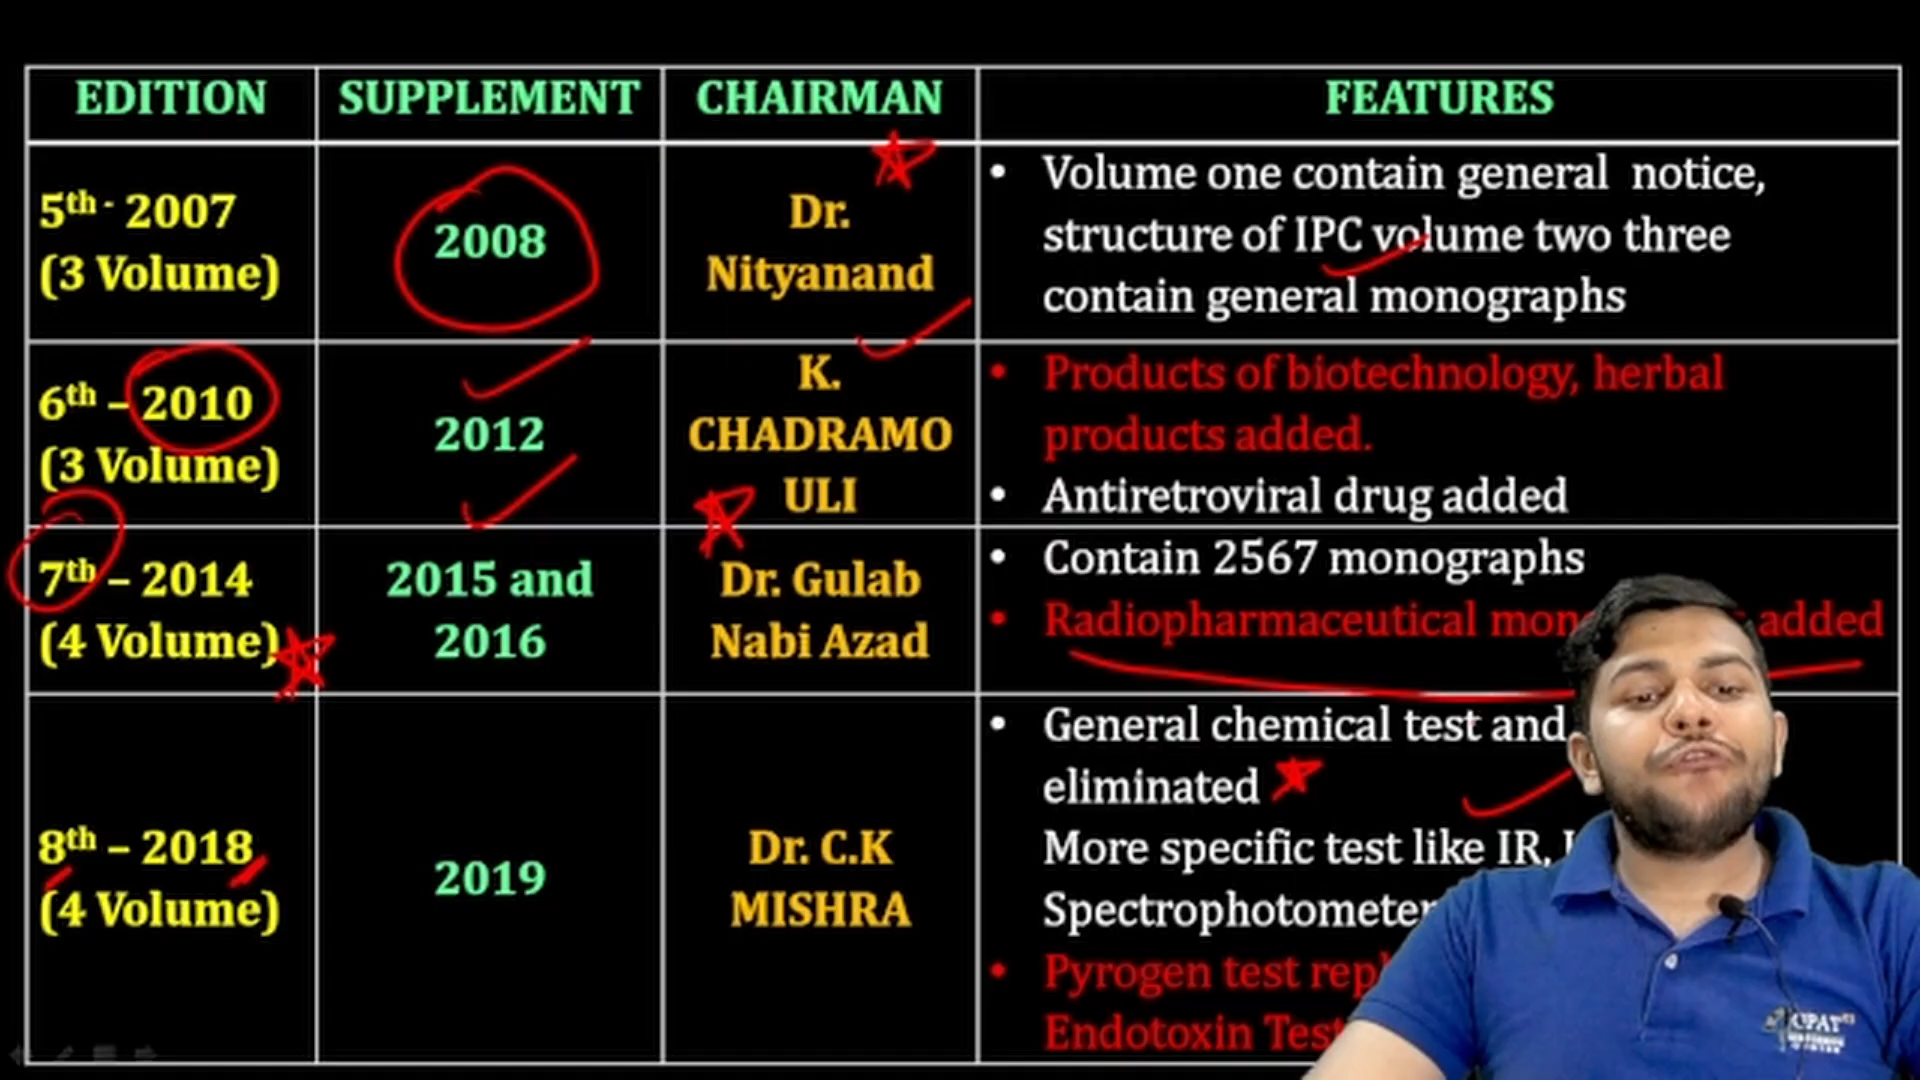 EDITION SUPPLEMENT CHAIRMAN FEATURES
5th - 2007
(3 Volume)
2008
Dr.
Nityanand
• Volume one contain general notice,
structure of IPC volume two three
contain general monographs
6th – 2010
(3 Volume)
2012
K.
CHADRAMO
ULI
• Products of biotechnology, herbal
products added.
• Antiretroviral drug added
7th – 2014
(4 Volume)
2015 and
2016
Dr. Gulab
Nabi Azad
• Contain 2567 monographs
• Radiopharmaceutical added
8th – 2018
(4 Volume)
2019
Dr. C.K
MISHRA
• General chemical test and
eliminated
More specific test like IR,
• Pyrogen test
Endotoxin
GPAT